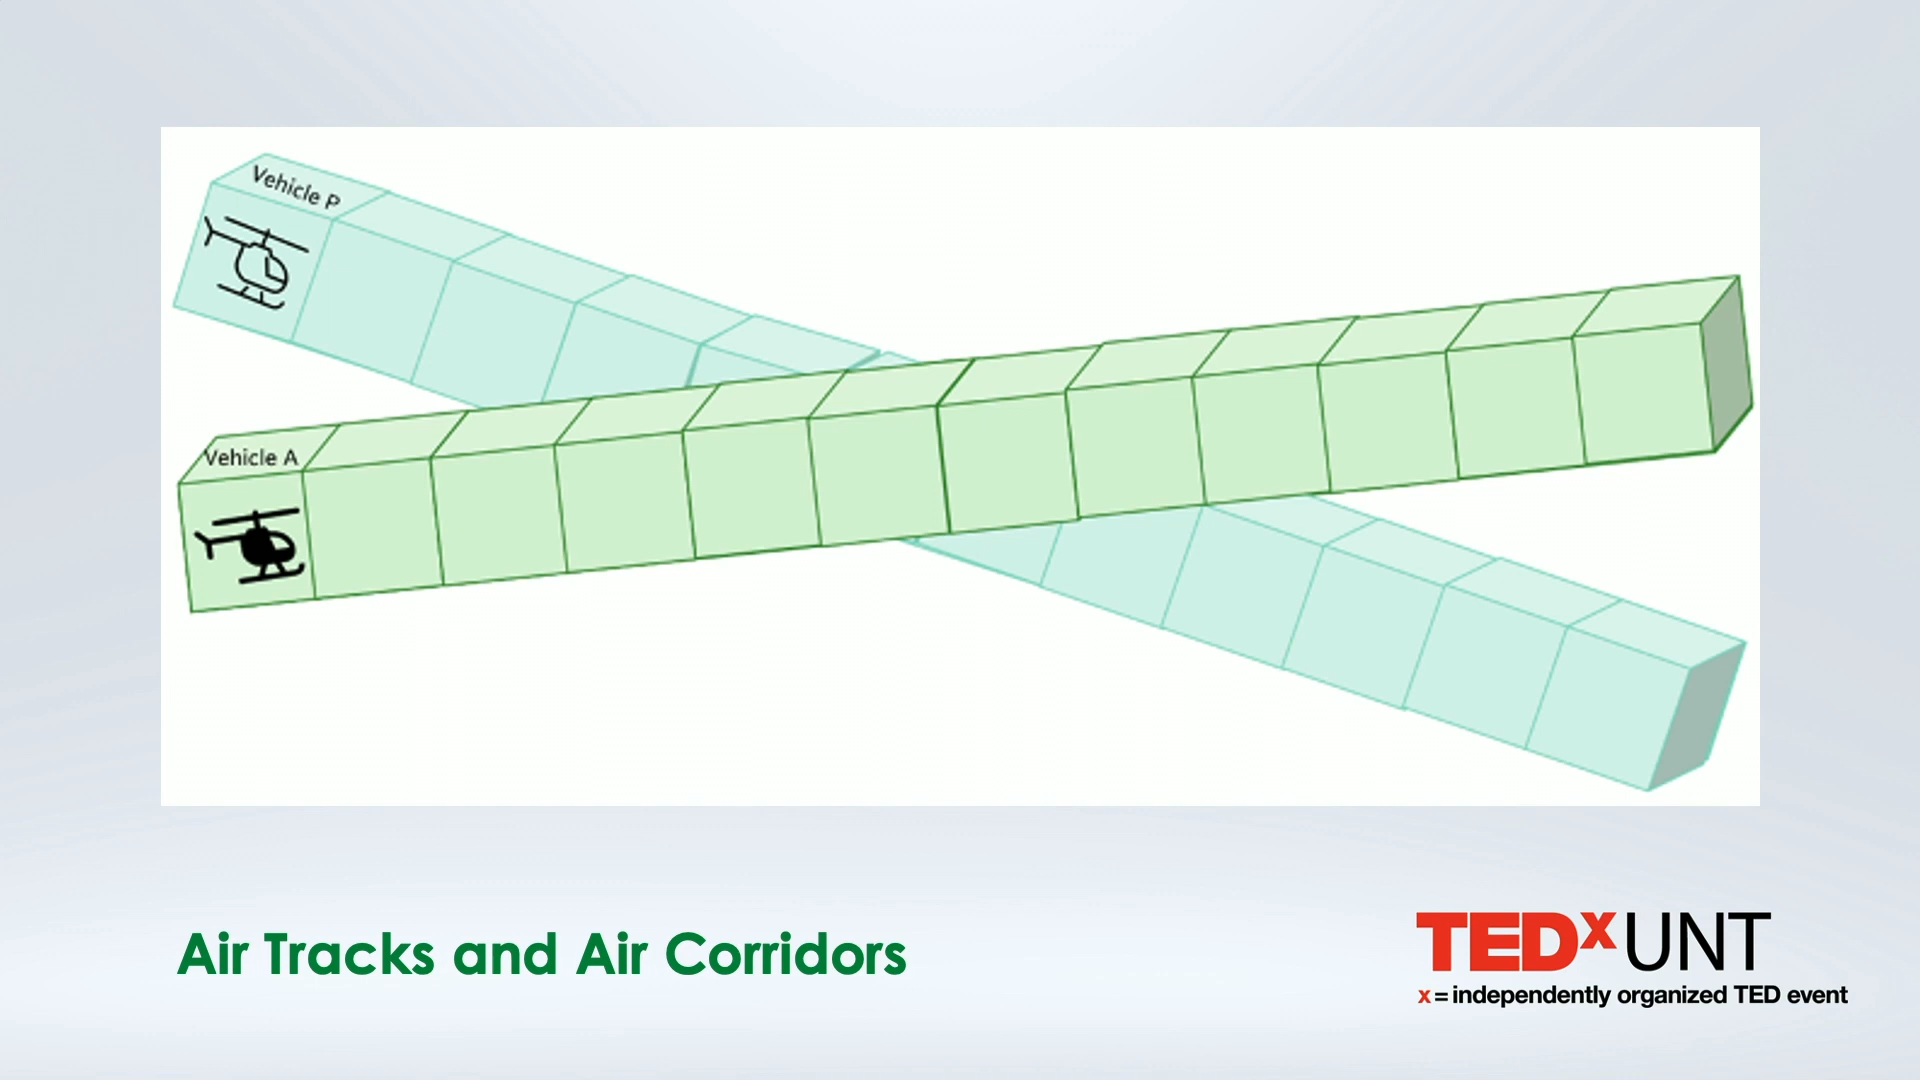 Vehicle P
Vehicle A
Air Tracks and Air Corridors
TEDxUNT
x = independently organized TED event